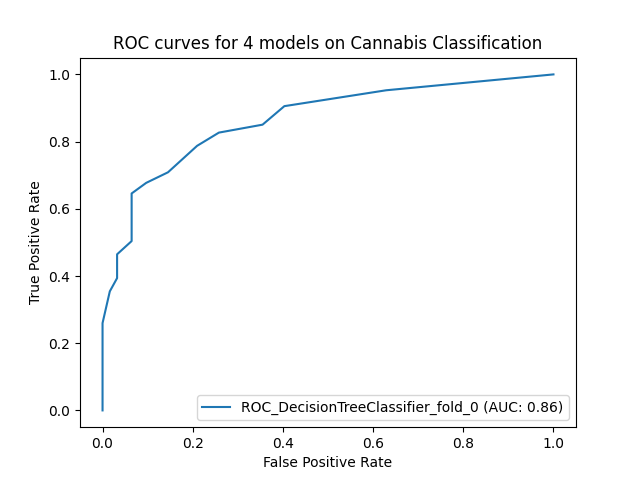 ROC curves for 4 models on Cannabis Classification
1.0
0.8
0.6
0.4
0.2
0.0
True Positive Rate
ROC_DecisionTreeClassifier_fold_0 (AUC: 0.86)
0.0 0.2 0.4 0.6 0.8 1.0
False Positive Rate